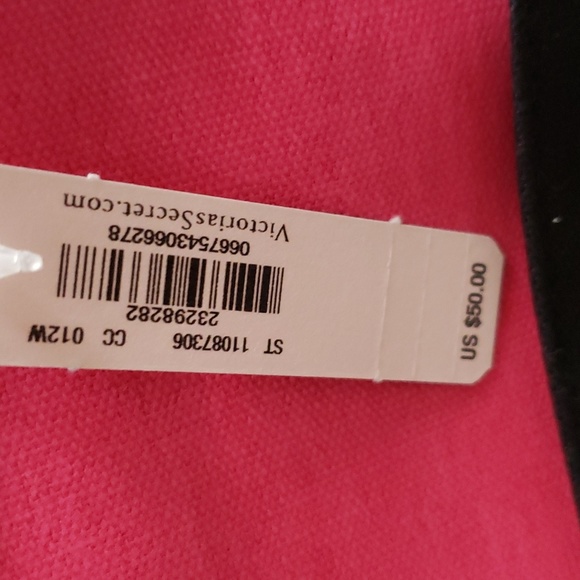 ST 11087306 CC 012W
23298282
0667543066278
VictoriasSecret.com
US $50.00